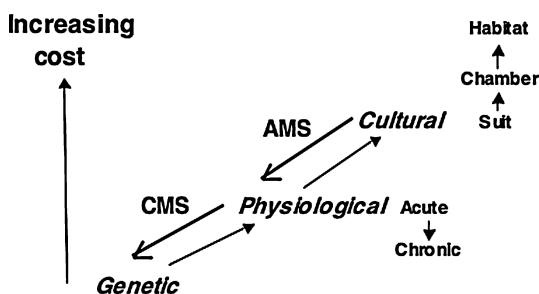 Increasing
cost
Habitat
Chamber
Suit
AMS
Cultural
CMS
Physiological
Acute
Chronic
Genetic